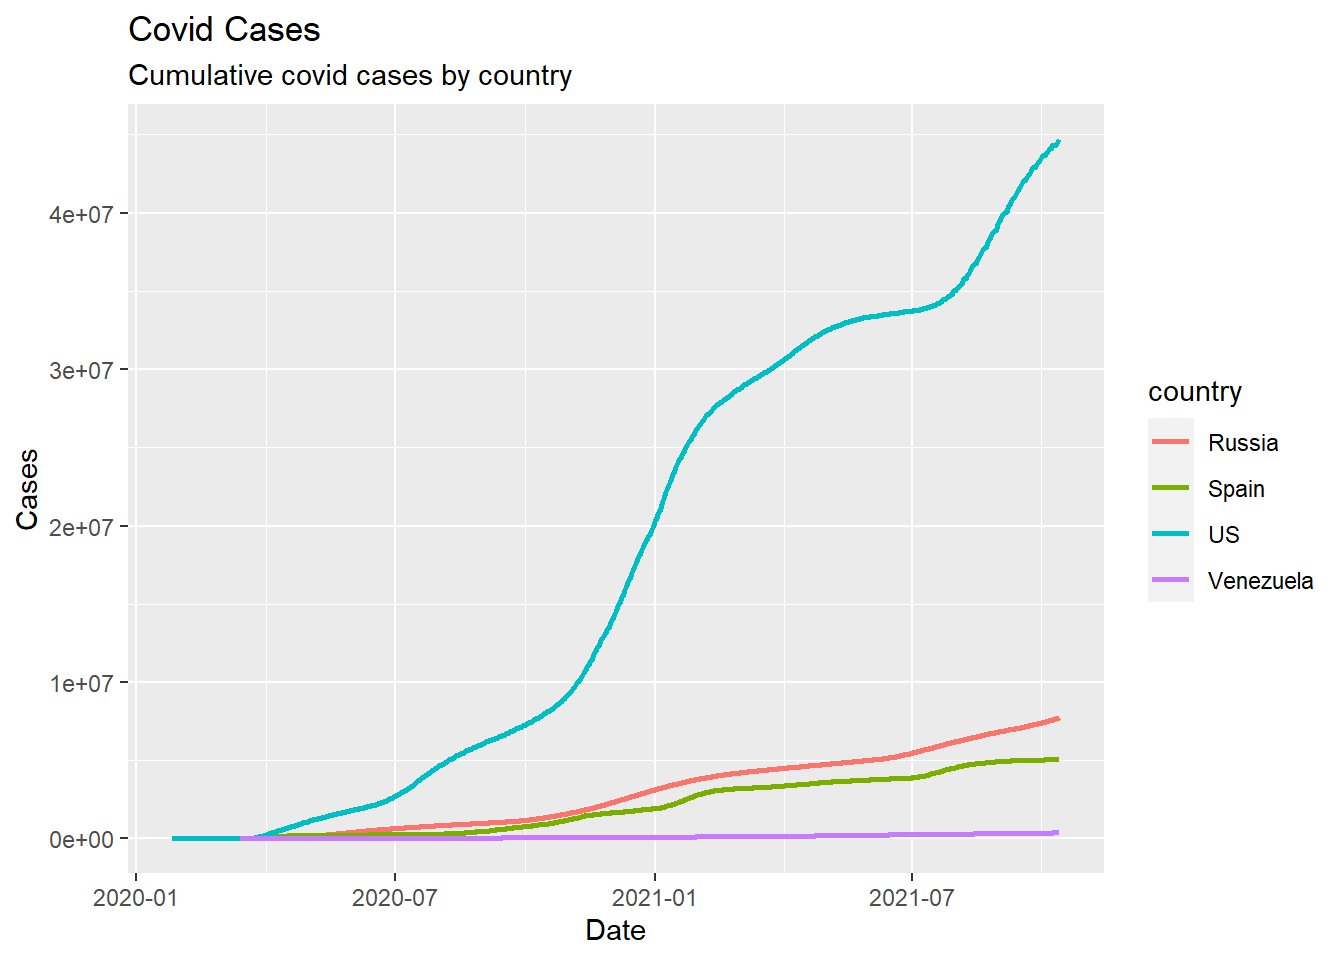 Covid Cases
Cumulative covid cases by country
4e+07
3e+07
2e+07
1e+07
0e+00
Cases
2020-01
2020-07
2021-01
2021-07
Date
country
Russia
Spain
US
Venezuela